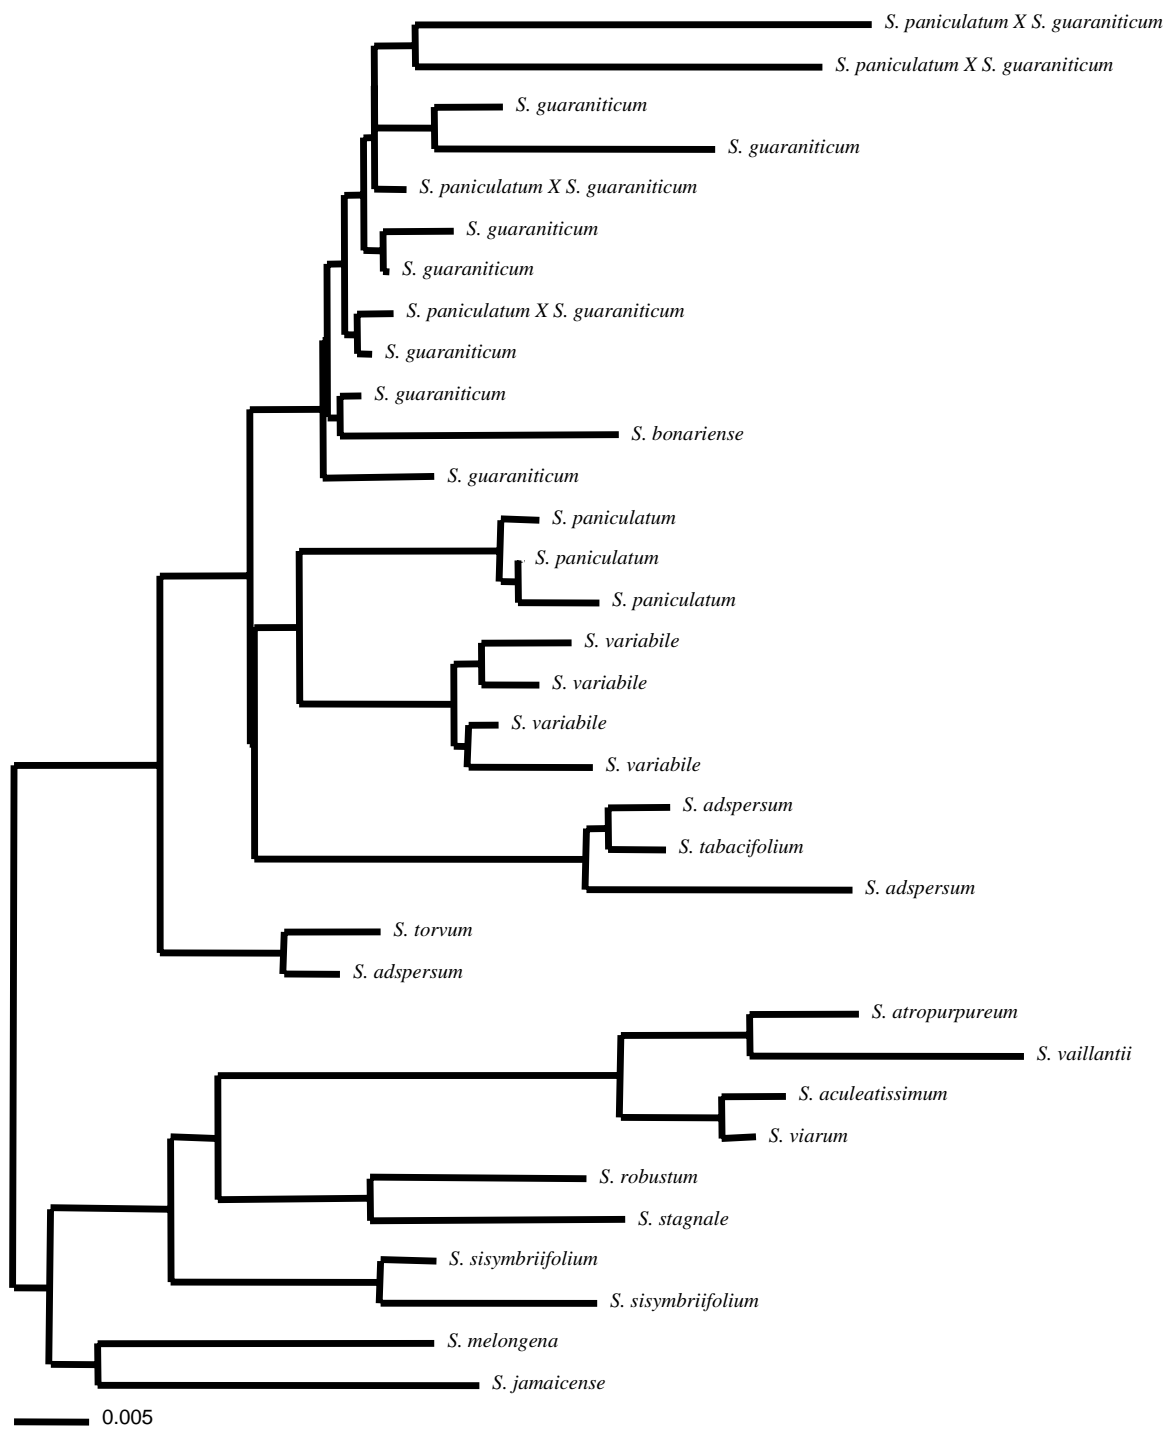 S. paniculatum X S. guaraniticum
S. paniculatum X S. guaraniticum
S. guaraniticum
S. guaraniticum
S. paniculatum X S. guaraniticum
S. guaraniticum
S. guaraniticum
S. paniculatum X S. guaraniticum
S. guaraniticum
S. guaraniticum
S. bonariense
S. guaraniticum
S. paniculatum
S. paniculatum
S. paniculatum
S. variabile
S. variabile
S. variabile
S. variabile
S. adspersum
S. tabacifolium
S. adspersum
S. torvum
S. adspersum
S. atropurpureum
S. vaillantii
S. aculeatissimum
S. viarum
S. robustum
S. stagnale
S. sisymbriifolium
S. sisymbriifolium
S. melongena
S. jamaicense
0.005